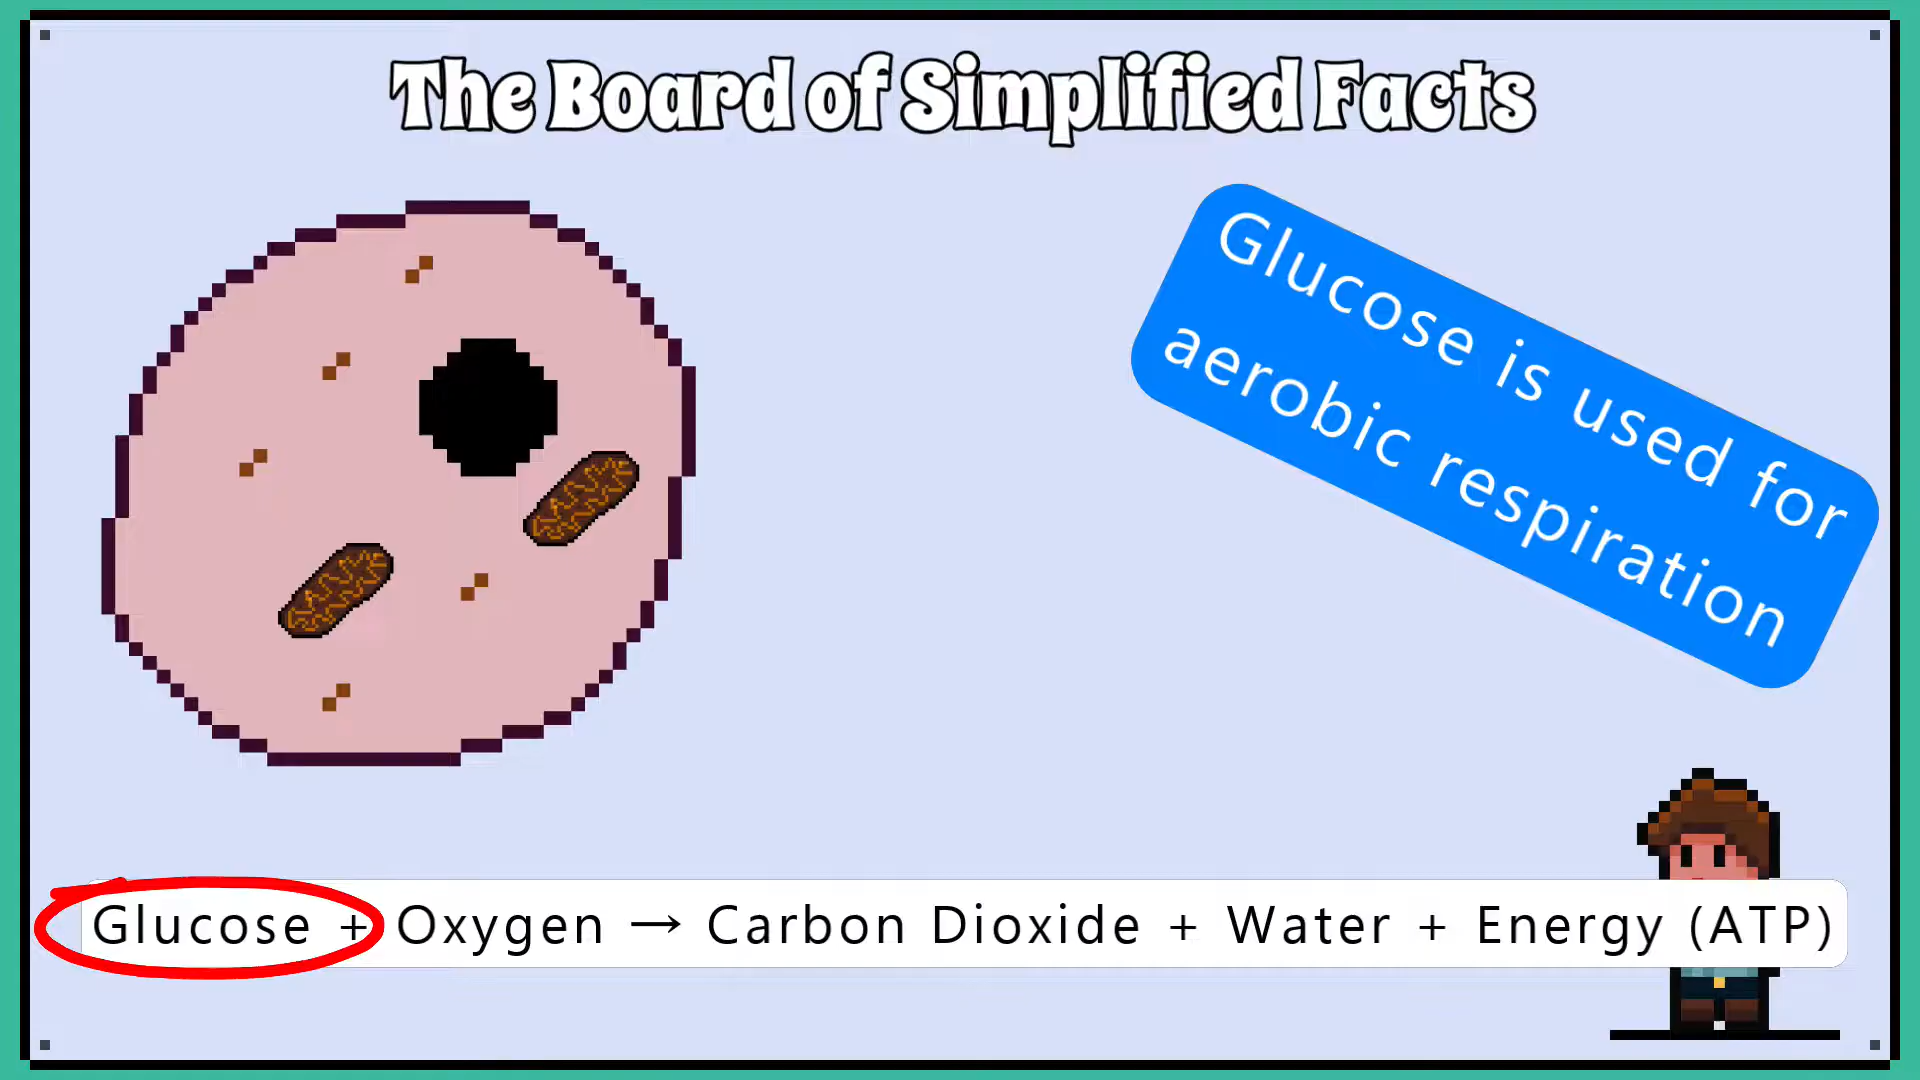 The Board of Simplified Facts
Glucose is used for
aerobic respiration
Glucose + Oxygen → Carbon Dioxide + Water + Energy (ATP)